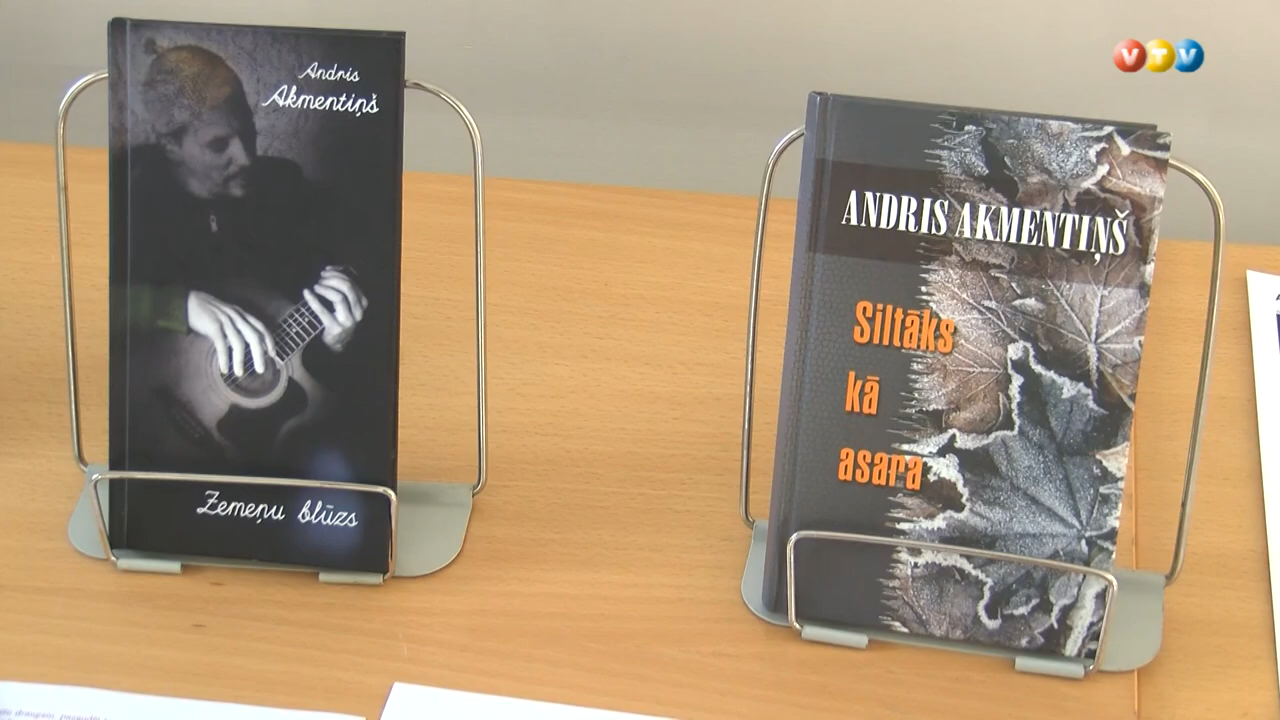 VTV
Andris
Akmentiņš
Zemeņu blūzs
ANDRIS AKMENTIŅŠ
Siltāks
kā
asara